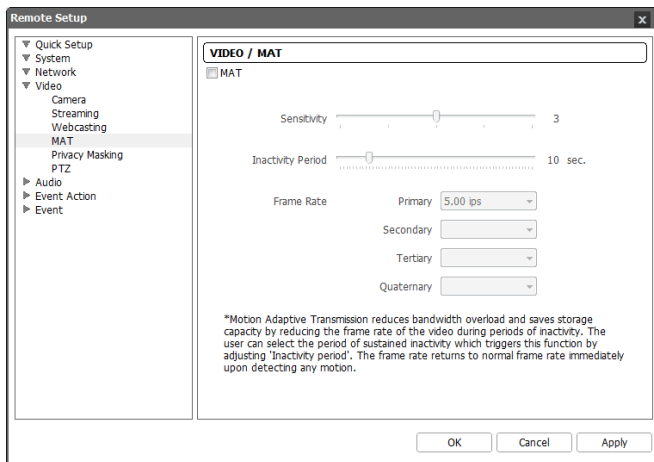 Remote Setup
x
Quick Setup
System
Network
Video
Camera
Streaming
Webcasting
MAT
Privacy Masking
PTZ
Audio
Event Action
Event
VIDEO / MAT
MAT
Sensitivity 3
Inactivity Period 10 sec.
Frame Rate Primary 5.00 ips
Secondary
Tertiary
Quaternary
*Motion Adaptive Transmission reduces bandwidth overload and saves storage
capacity by reducing the frame rate of the video during periods of inactivity. The
user can select the period of sustained inactivity which triggers this function by
adjusting 'Inactivity period'. The frame rate returns to normal frame rate immediately
upon detecting any motion.
OK Cancel Apply